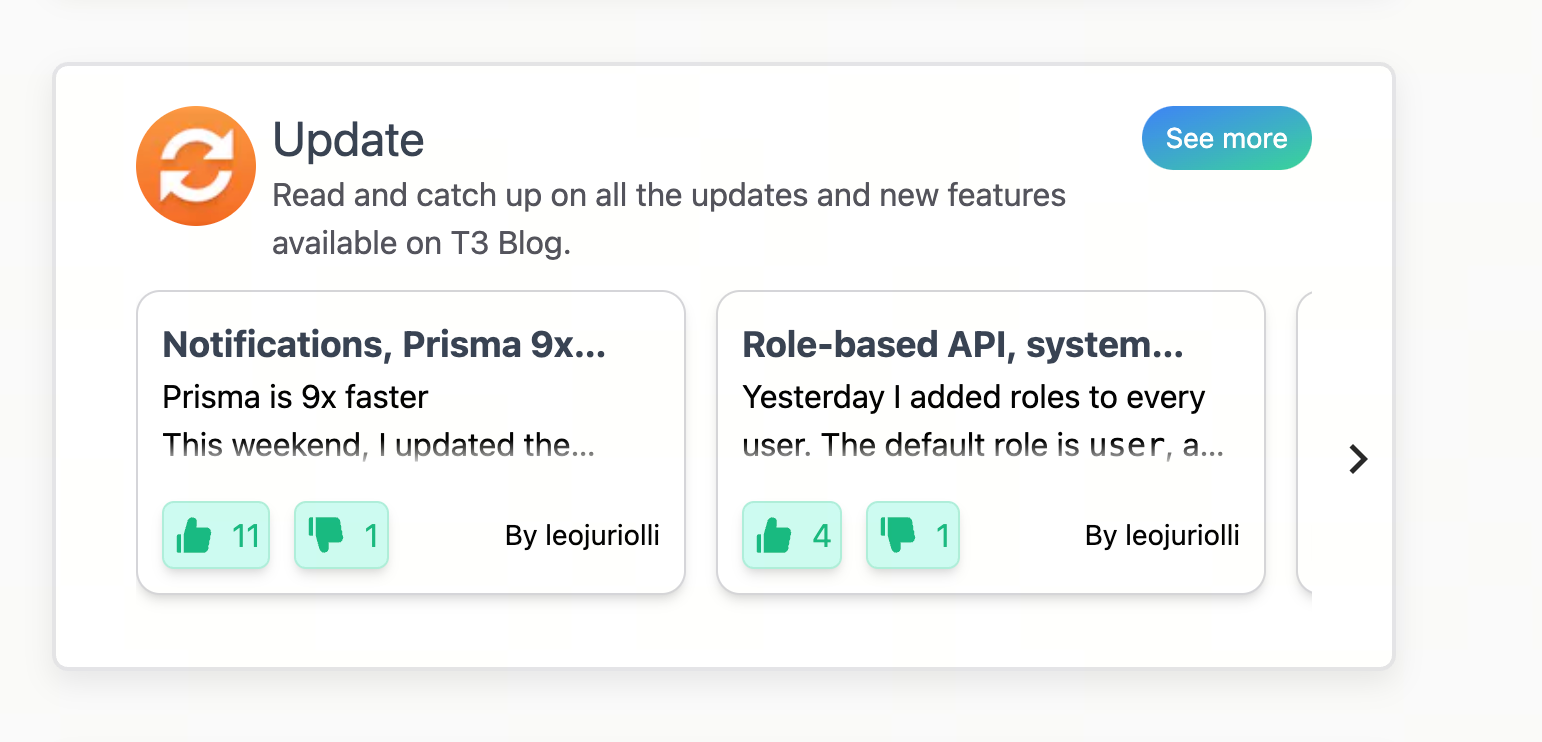 Update
See more
Read and catch up on all the updates and new features
available on T3 Blog.
Notifications, Prisma 9x...
Prisma is 9x faster
This weekend, I updated the...
11
1
By leojuriolli
Role-based API, system...
Yesterday I added roles to every
user. The default role is user, a...
4
1
By leojuriolli